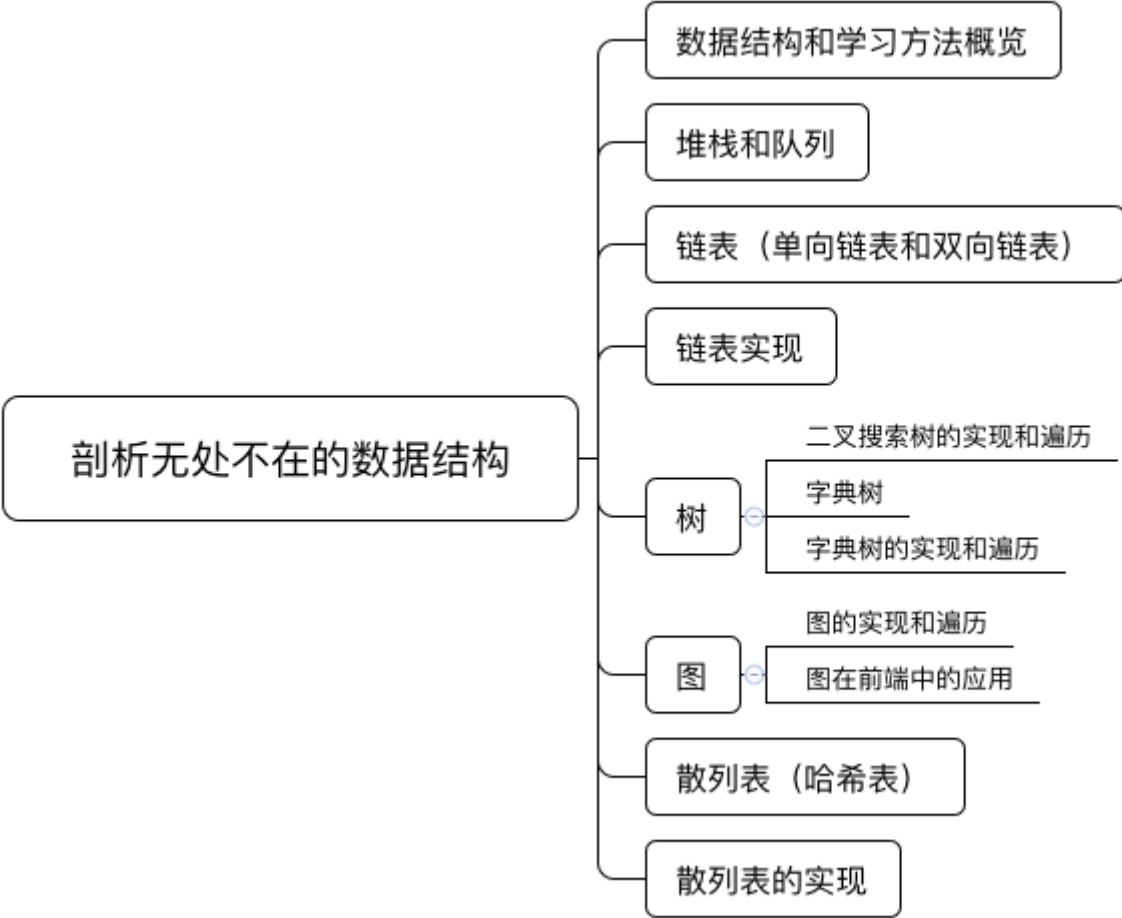 数据结构和学习方法概览
堆栈和队列
链表（单向链表和双向链表）
链表实现
剖析无处不在的数据结构
树
二叉搜索树的实现和遍历
字典树
字典树的实现和遍历
图
图的实现和遍历
图在前端中的应用
散列表（哈希表）
散列表的实现